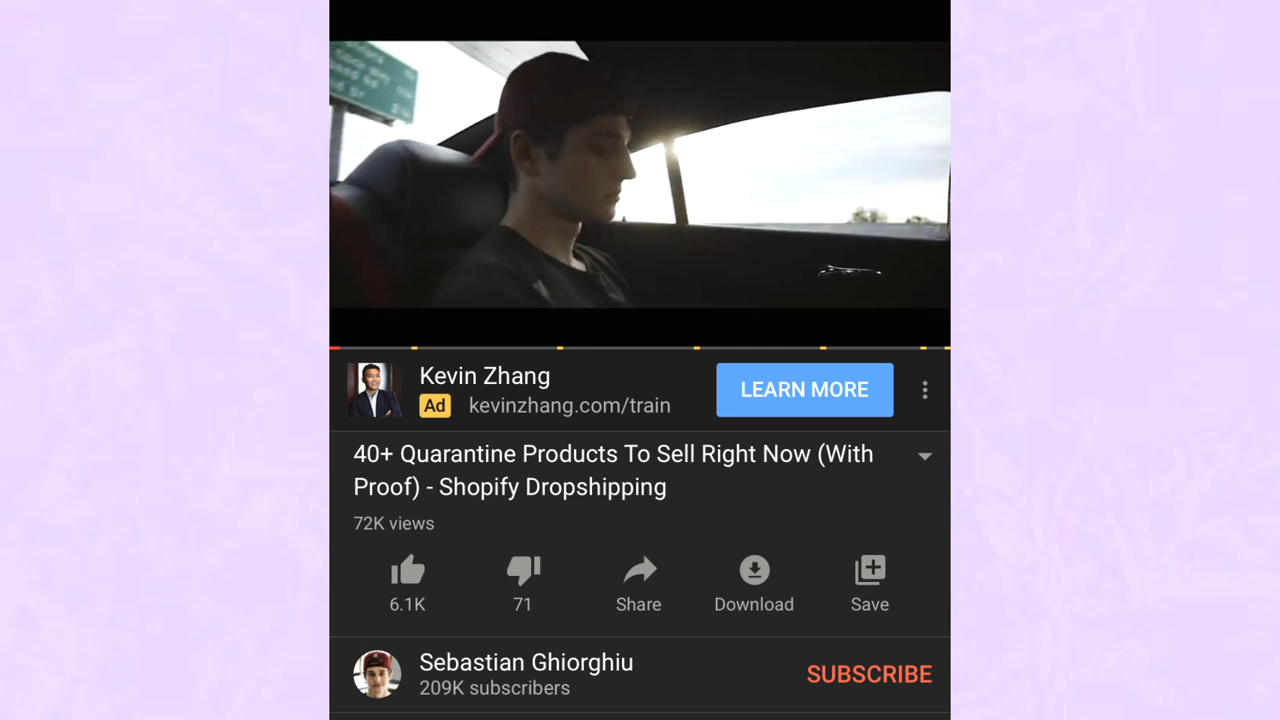 Kevin Zhang
Ad kevinzhang.com/train
LEARN MORE
40+ Quarantine Products To Sell Right Now (With
Proof) - Shopify Dropshipping
72K views
6.1K
71
Share
Download
Save
Sebastian Ghiorghiu
209K subscribers
SUBSCRIBE